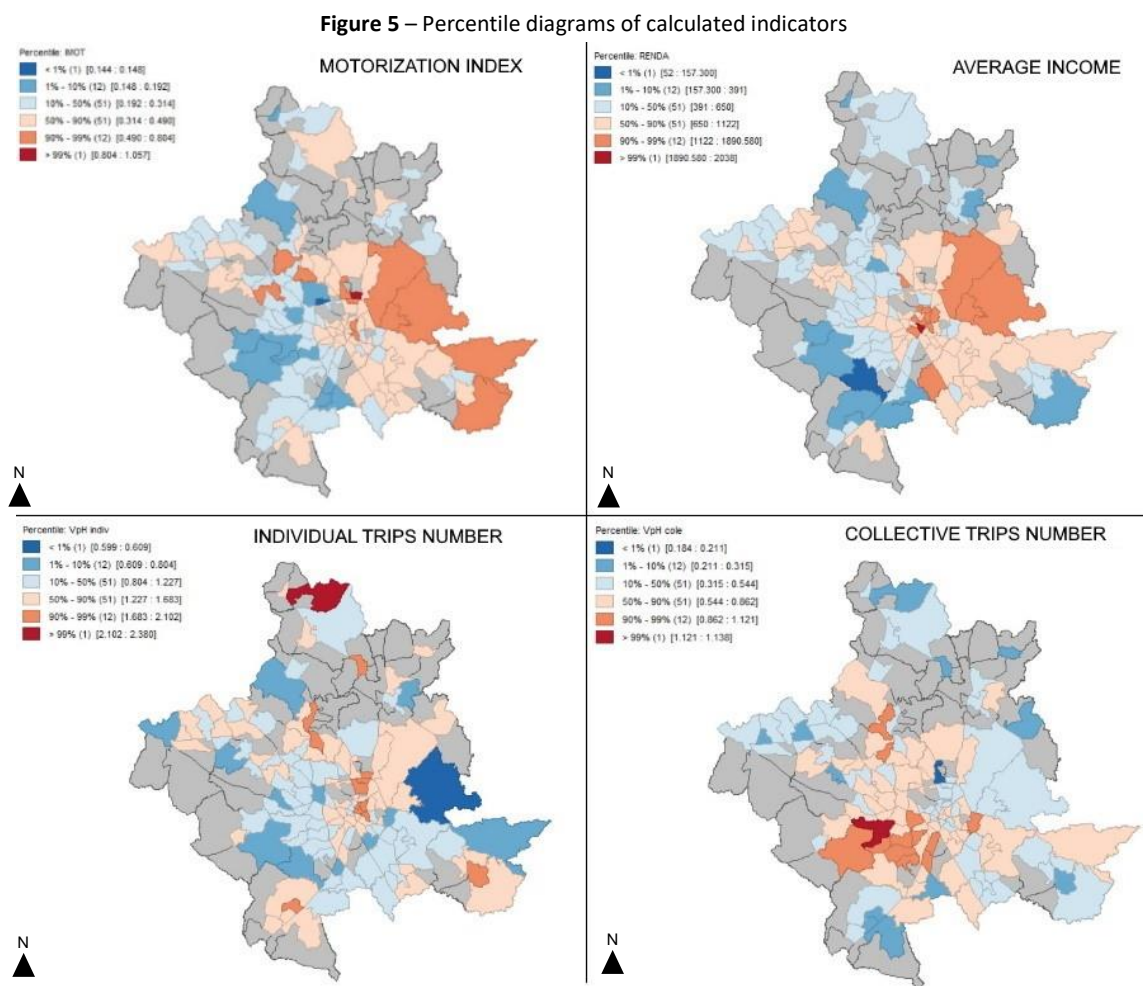 Figure 5 – Percentile diagrams of calculated indicators
Percentile: IMOT
< 1% (1) [0.144 : 0.148]
1% - 10% (12) [0.148 : 0.192]
10% - 50% (51) [0.192 : 0.314]
50% - 90% (51) [0.314 : 0.490]
90% - 99% (12) [0.490 : 0.804]
> 99% (1) [0.804 : 1.057]
MOTORIZATION INDEX
N
Percentile: RENDA
< 1% (1) [52 : 157.300]
1% - 10% (12) [157.300 : 391]
10% - 50% (51) [391 : 650]
50% - 90% (51) [650 : 1122]
90% - 99% (12) [1122 : 1890.580]
> 99% (1) [1890.580 : 2038]
AVERAGE INCOME
N
Percentile: VpH indiv
< 1% (1) [0.599 : 0.609]
1% - 10% (12) [0.609 : 0.804]
10% - 50% (51) [0.804 : 1.227]
50% - 90% (51) [1.227 : 1.683]
90% - 99% (12) [1.683 : 2.102]
> 99% (1) [2.102 : 2.380]
INDIVIDUAL TRIPS NUMBER
N
Percentile: VpH cole
< 1% (1) [0.184 : 0.211]
1% - 10% (12) [0.211 : 0.315]
10% - 50% (51) [0.315 : 0.544]
50% - 90% (51) [0.544 : 0.862]
90% - 99% (12) [0.862 : 1.121]
> 99% (1) [1.121 : 1.138]
COLLECTIVE TRIPS NUMBER
N